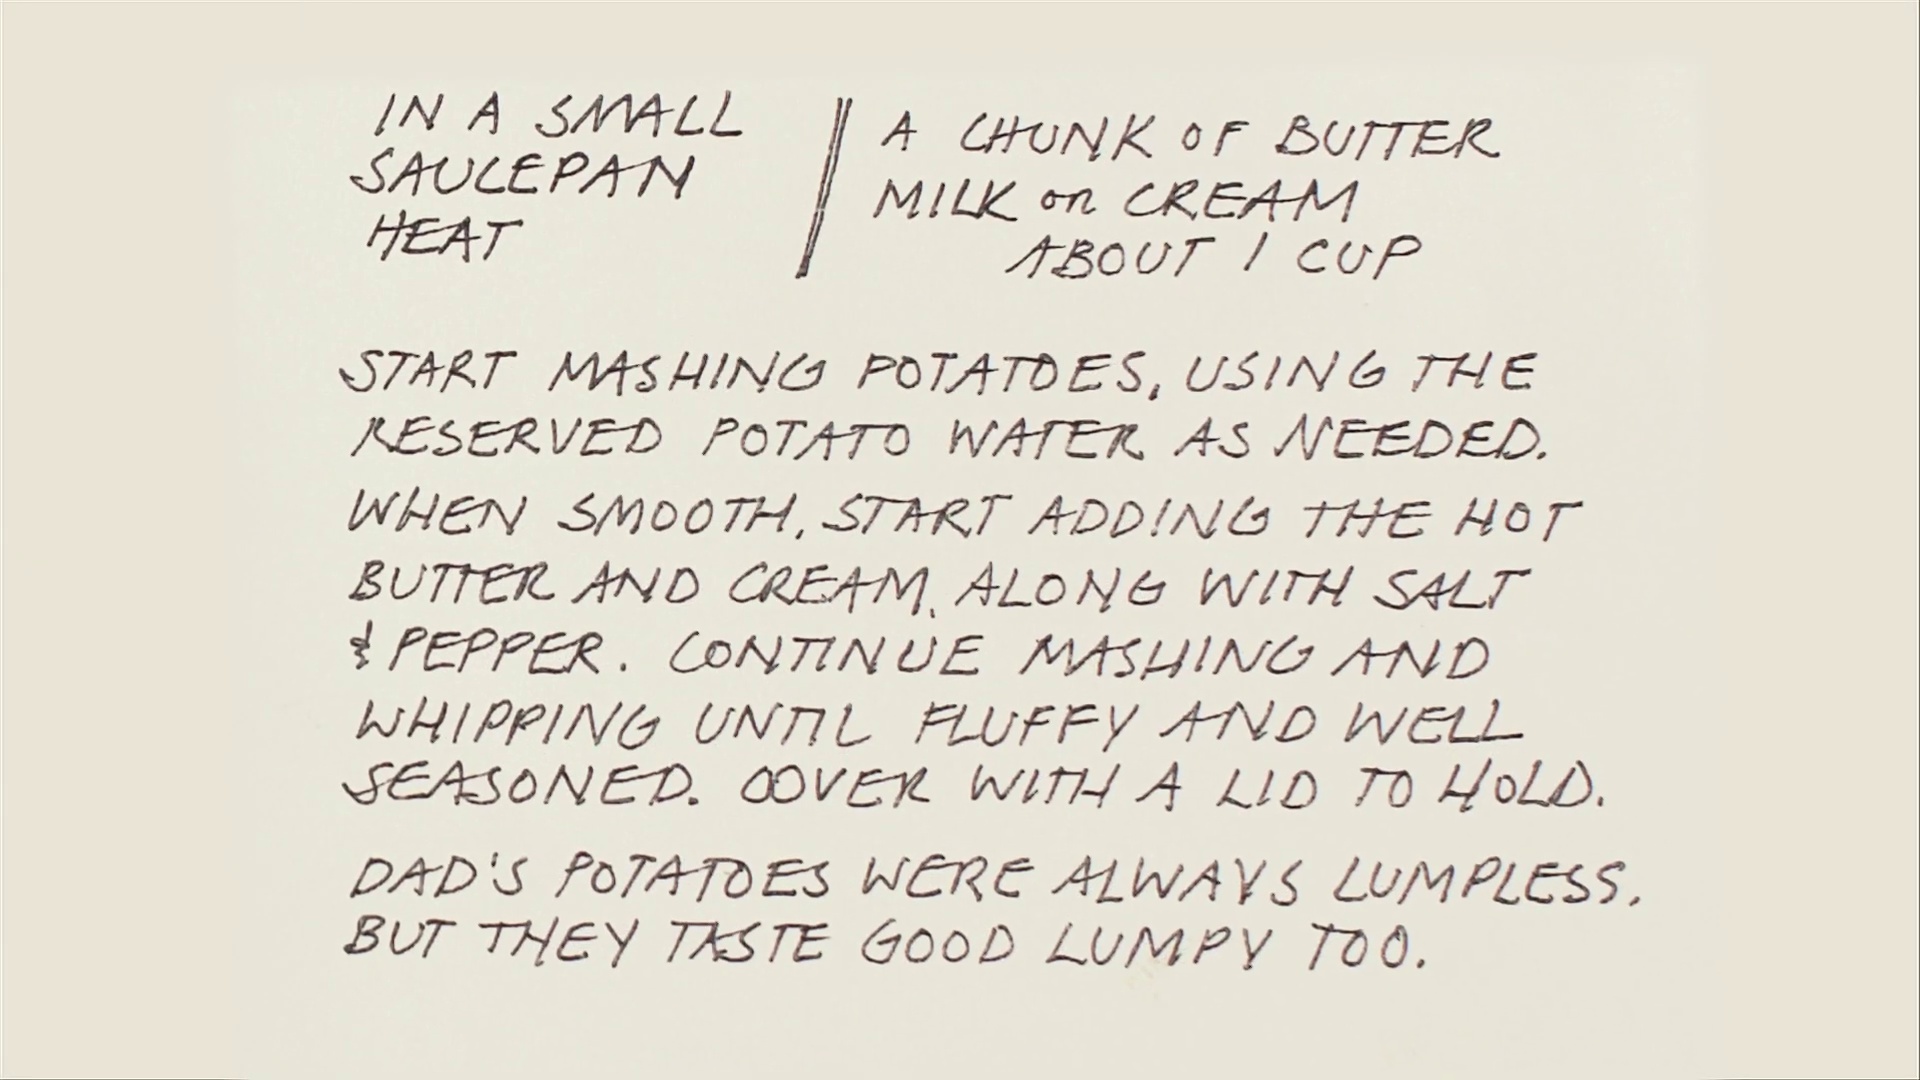 IN A SMALL
SAUCEPAN
HEAT
A CHUNK OF BUTTER
MILK or CREAM
ABOUT 1 CUP
START MASHING POTATOES, USING THE
RESERVED POTATO WATER AS NEEDED.
WHEN SMOOTH, START ADDING THE HOT
BUTTER AND CREAM, ALONG WITH SALT
& PEPPER. CONTINUE MASHING AND
WHIPPING UNTIL FLUFFY AND WELL
SEASONED. COVER WITH A LID TO HOLD.
DAD'S POTATOES WERE ALWAYS LUMPLESS,
BUT THEY TASTE GOOD LUMPY TOO.